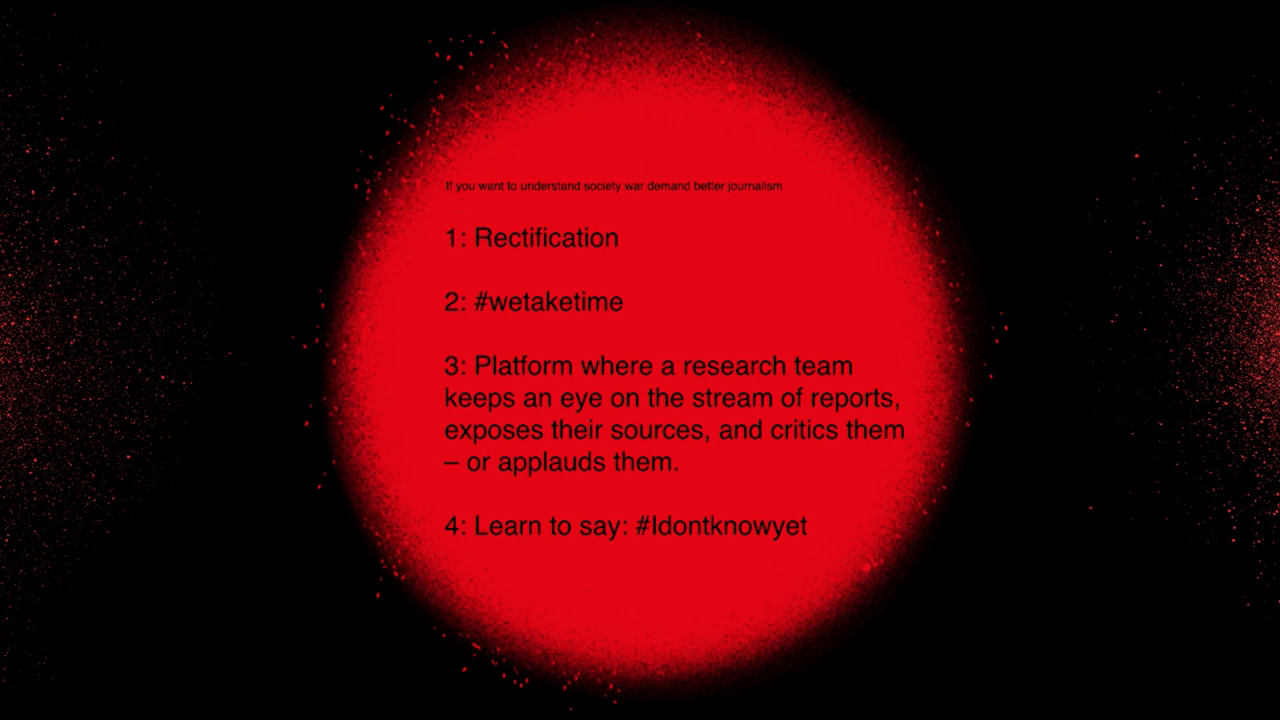 If you want to understand society war demand better journalism
1: Rectification
2: #wetaketime
3: Platform where a research team
keeps an eye on the stream of reports,
exposes their sources, and critics them
– or applauds them.
4: Learn to say: #Idontknowyet